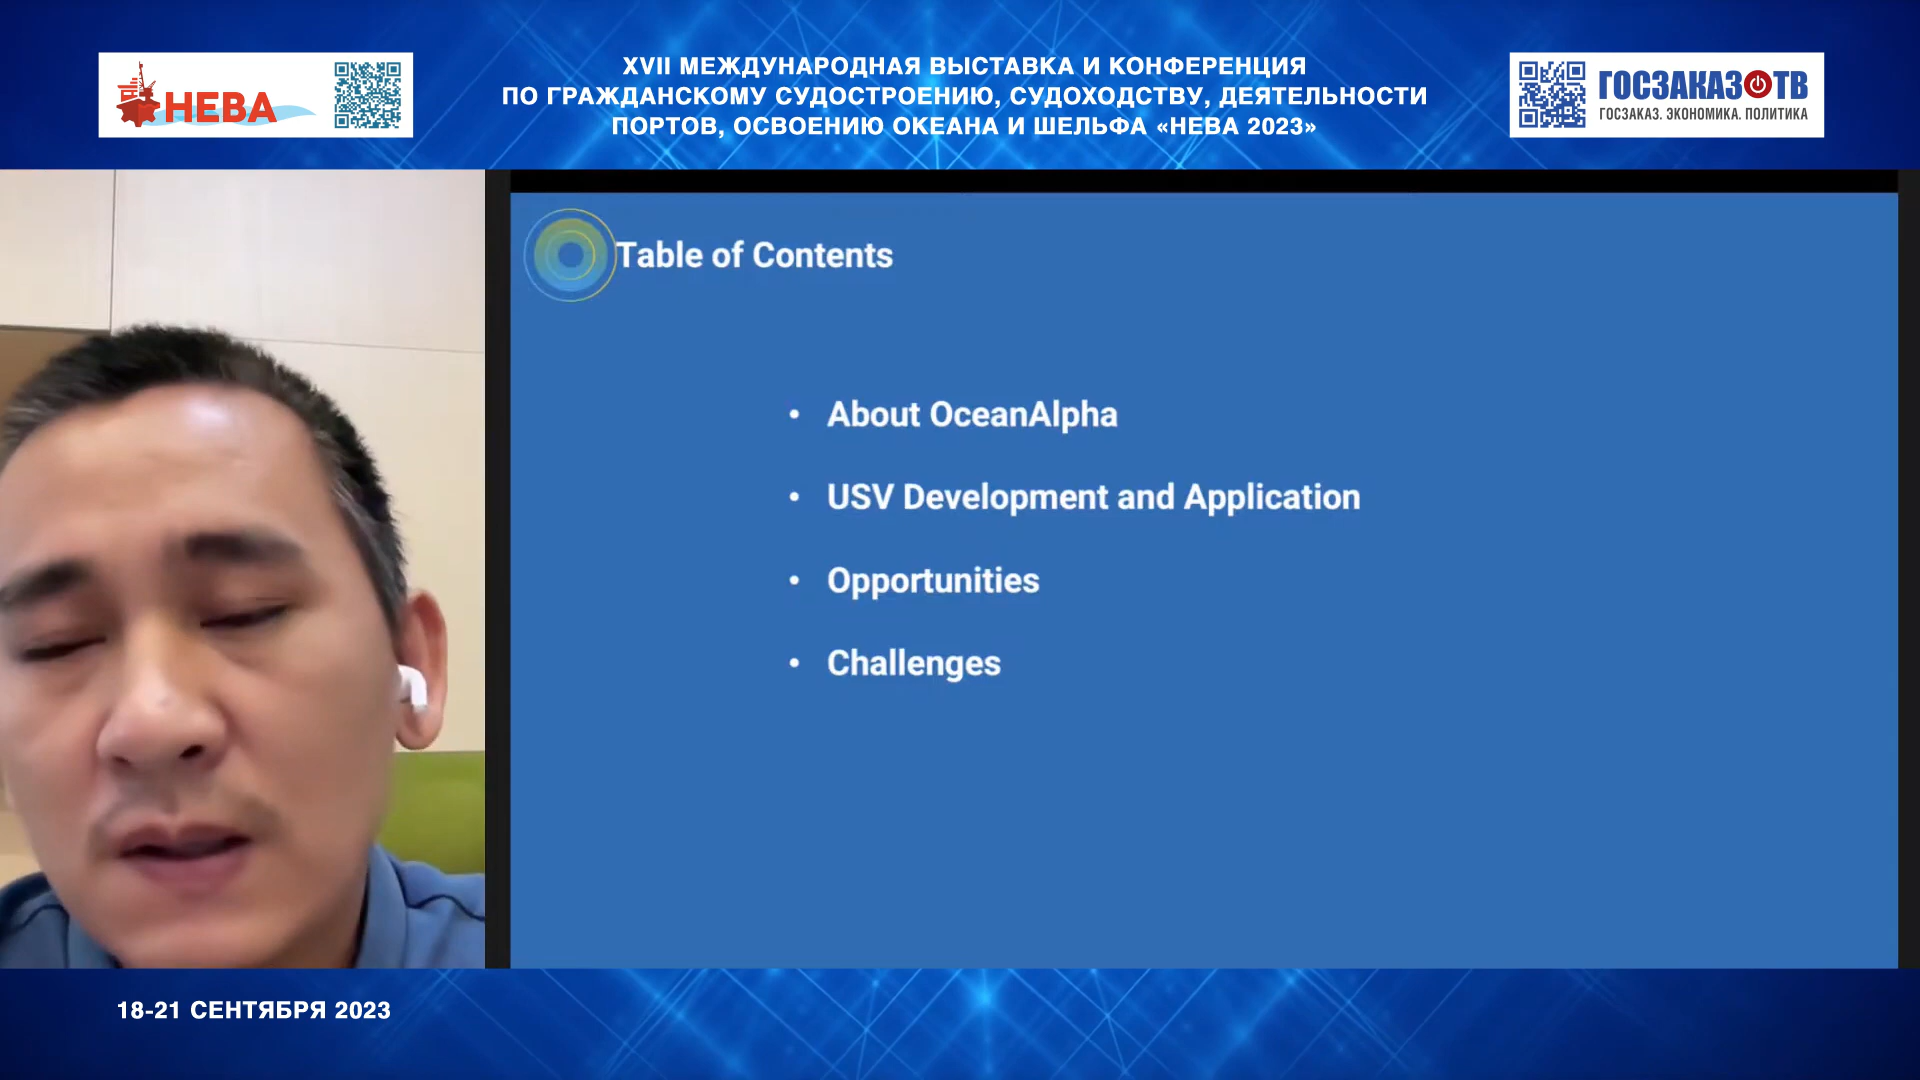 НЕВА
XVII МЕЖДУНАРОДНАЯ ВЫСТАВКА И КОНФЕРЕНЦИЯ
ПО ГРАЖДАНСКОМУ СУДОСТРОЕНИЮ, СУДОХОДСТВУ, ДЕЯТЕЛЬНОСТИ
ПОРТОВ, ОСВОЕНИЮ ОКЕАНА И ШЕЛЬФА «НЕВА 2023»
ГОСЗАКАЗ ТВ
ГОСЗАКАЗ. ЭКОНОМИКА. ПОЛИТИКА
Table of Contents
• About OceanAlpha
• USV Development and Application
• Opportunities
• Challenges
18-21 СЕНТЯБРЯ 2023